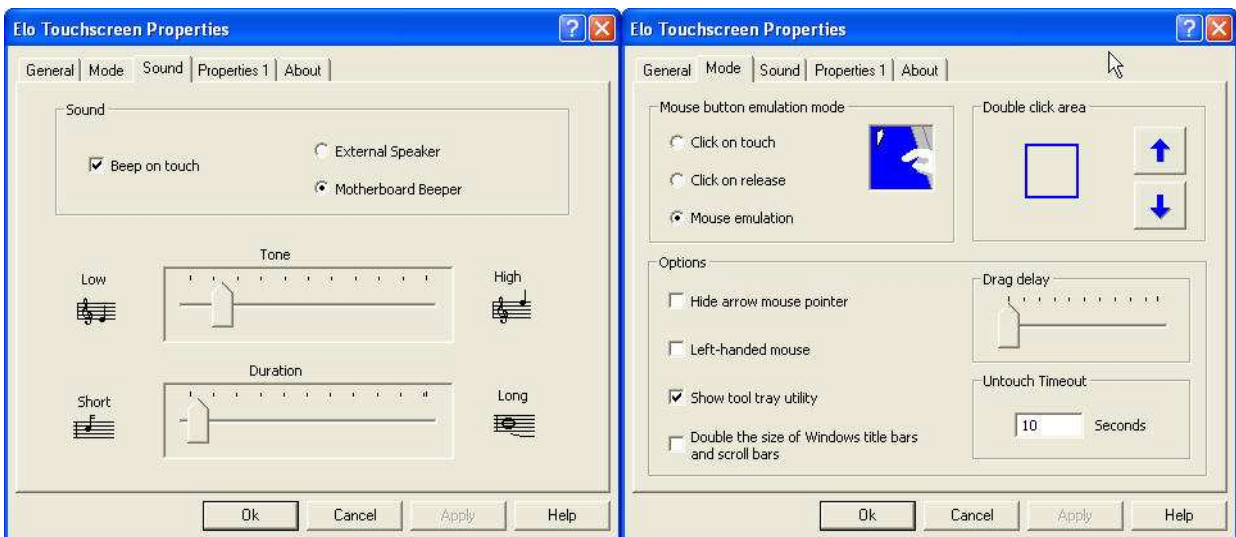 Elo Touchscreen Properties
General Mode Sound Properties 1 About
Sound
Beep on touch
External Speaker
Motherboard Beeper
Tone
Low
High
Duration
Short
Long
Ok Cancel Apply Help
Elo Touchscreen Properties
General Mode Sound Properties 1 About
Mouse button emulation mode
Click on touch
Click on release
Mouse emulation
Double click area
Options
Hide arrow mouse pointer
Left-handed mouse
Show tool tray utility
Double the size of Windows title bars
and scroll bars
Drag delay
Untouch Timeout
10 Seconds
Ok Cancel Apply Help